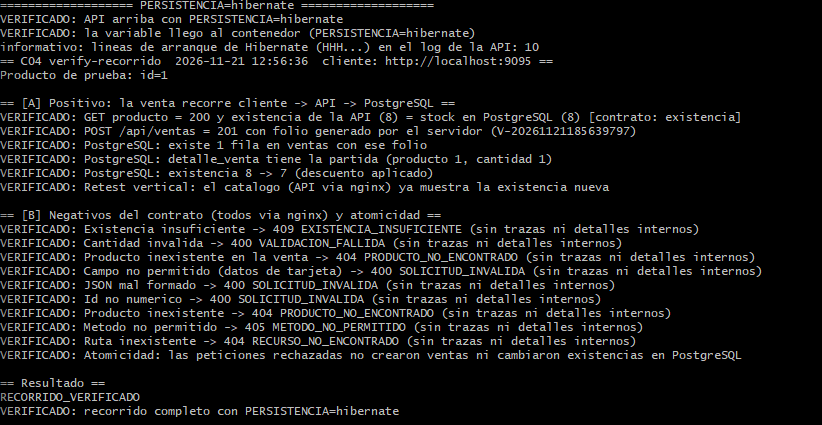 =================== PERSISTENCIA=hibernate ===================
VERIFICADO: API arriba con PERSISTENCIA=hibernate
VERIFICADO: la variable llego al contenedor (PERSISTENCIA=hibernate)
informativo: lineas de arranque de Hibernate (HHH...) en el log de la API: 10
== C04 verify-recorrido  2026-11-21 12:56:36  cliente: http://localhost:9095 ==
Producto de prueba: id=1

== [A] Positivo: la venta recorre cliente -> API -> PostgreSQL ==
VERIFICADO: GET producto = 200 y existencia de la API (8) = stock en PostgreSQL (8) [contrato: existencia]
VERIFICADO: POST /api/ventas = 201 con folio generado por el servidor (V-20261121185639797)
VERIFICADO: PostgreSQL: existe 1 fila en ventas con ese folio
VERIFICADO: PostgreSQL: detalle_venta tiene la partida (producto 1, cantidad 1)
VERIFICADO: PostgreSQL: existencia 8 -> 7 (descuento aplicado)
VERIFICADO: Retest vertical: el catalogo (API via nginx) ya muestra la existencia nueva

== [B] Negativos del contrato (todos via nginx) y atomicidad ==
VERIFICADO: Existencia insuficiente -> 409 EXISTENCIA_INSUFICIENTE (sin trazas ni detalles internos)
VERIFICADO: Cantidad invalida -> 400 VALIDACION_FALLIDA (sin trazas ni detalles internos)
VERIFICADO: Producto inexistente en la venta -> 404 PRODUCTO_NO_ENCONTRADO (sin trazas ni detalles internos)
VERIFICADO: Campo no permitido (datos de tarjeta) -> 400 SOLICITUD_INVALIDA (sin trazas ni detalles internos)
VERIFICADO: JSON mal formado -> 400 SOLICITUD_INVALIDA (sin trazas ni detalles internos)
VERIFICADO: Id no numerico -> 400 SOLICITUD_INVALIDA (sin trazas ni detalles internos)
VERIFICADO: Producto inexistente -> 404 PRODUCTO_NO_ENCONTRADO (sin trazas ni detalles internos)
VERIFICADO: Metodo no permitido -> 405 METODO_NO_PERMITIDO (sin trazas ni detalles internos)
VERIFICADO: Ruta inexistente -> 404 RECURSO_NO_ENCONTRADO (sin trazas ni detalles internos)
VERIFICADO: Atomicidad: las peticiones rechazadas no crearon ventas ni cambiaron existencias en PostgreSQL

== Resultado ==
RECORRIDO_VERIFICADO
VERIFICADO: recorrido completo con PERSISTENCIA=hibernate